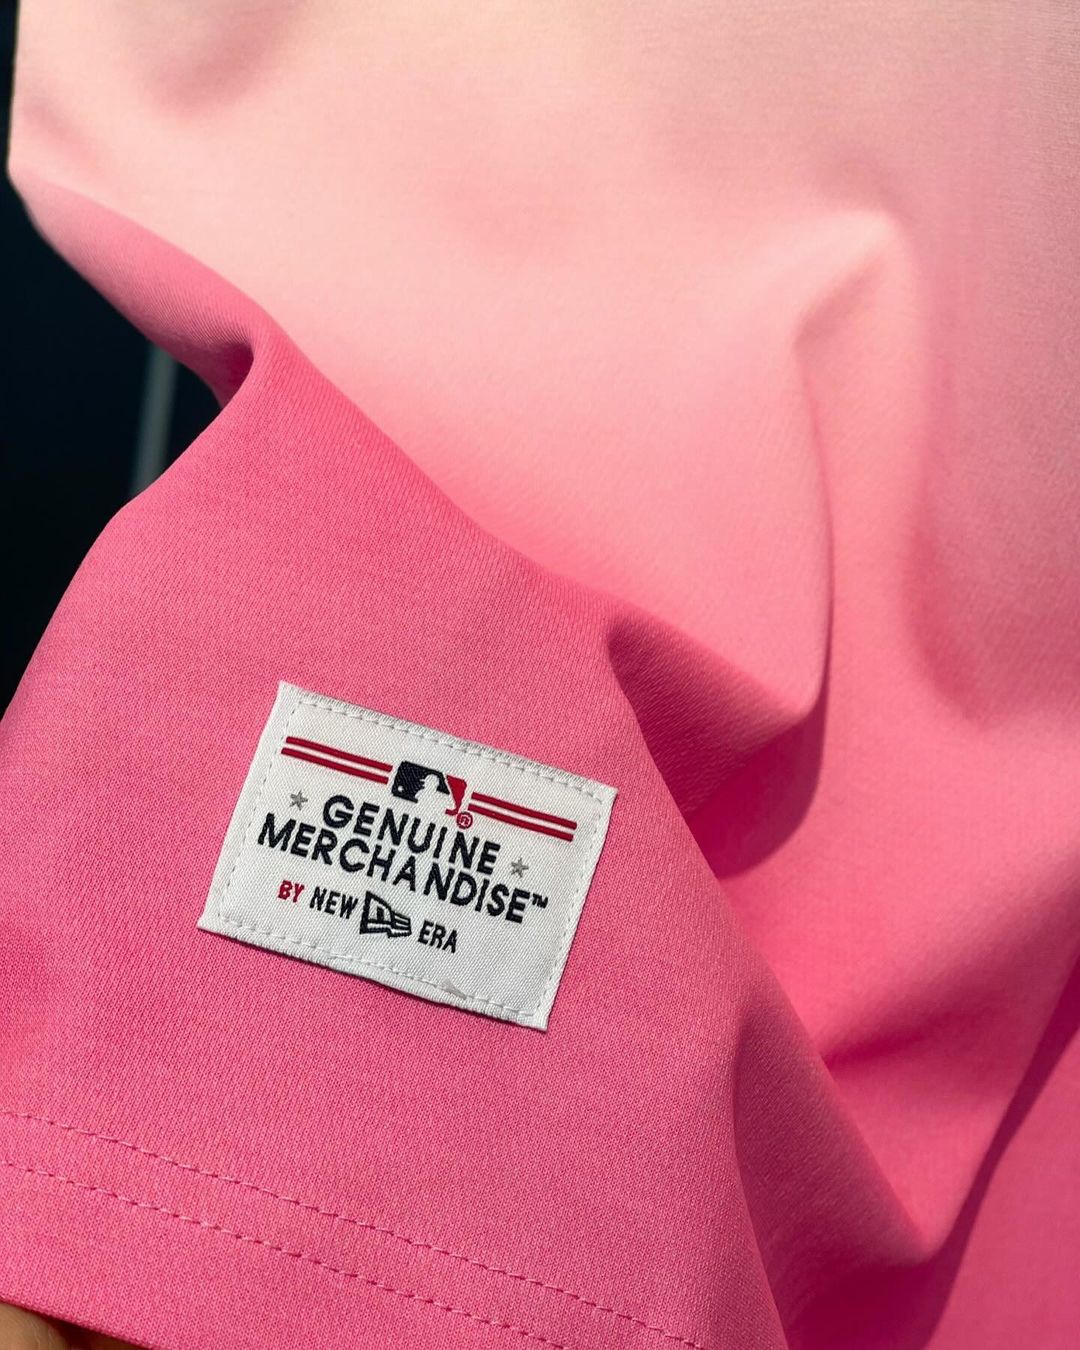 GENUINE
MERCHANDISE™
BY NEW ERA